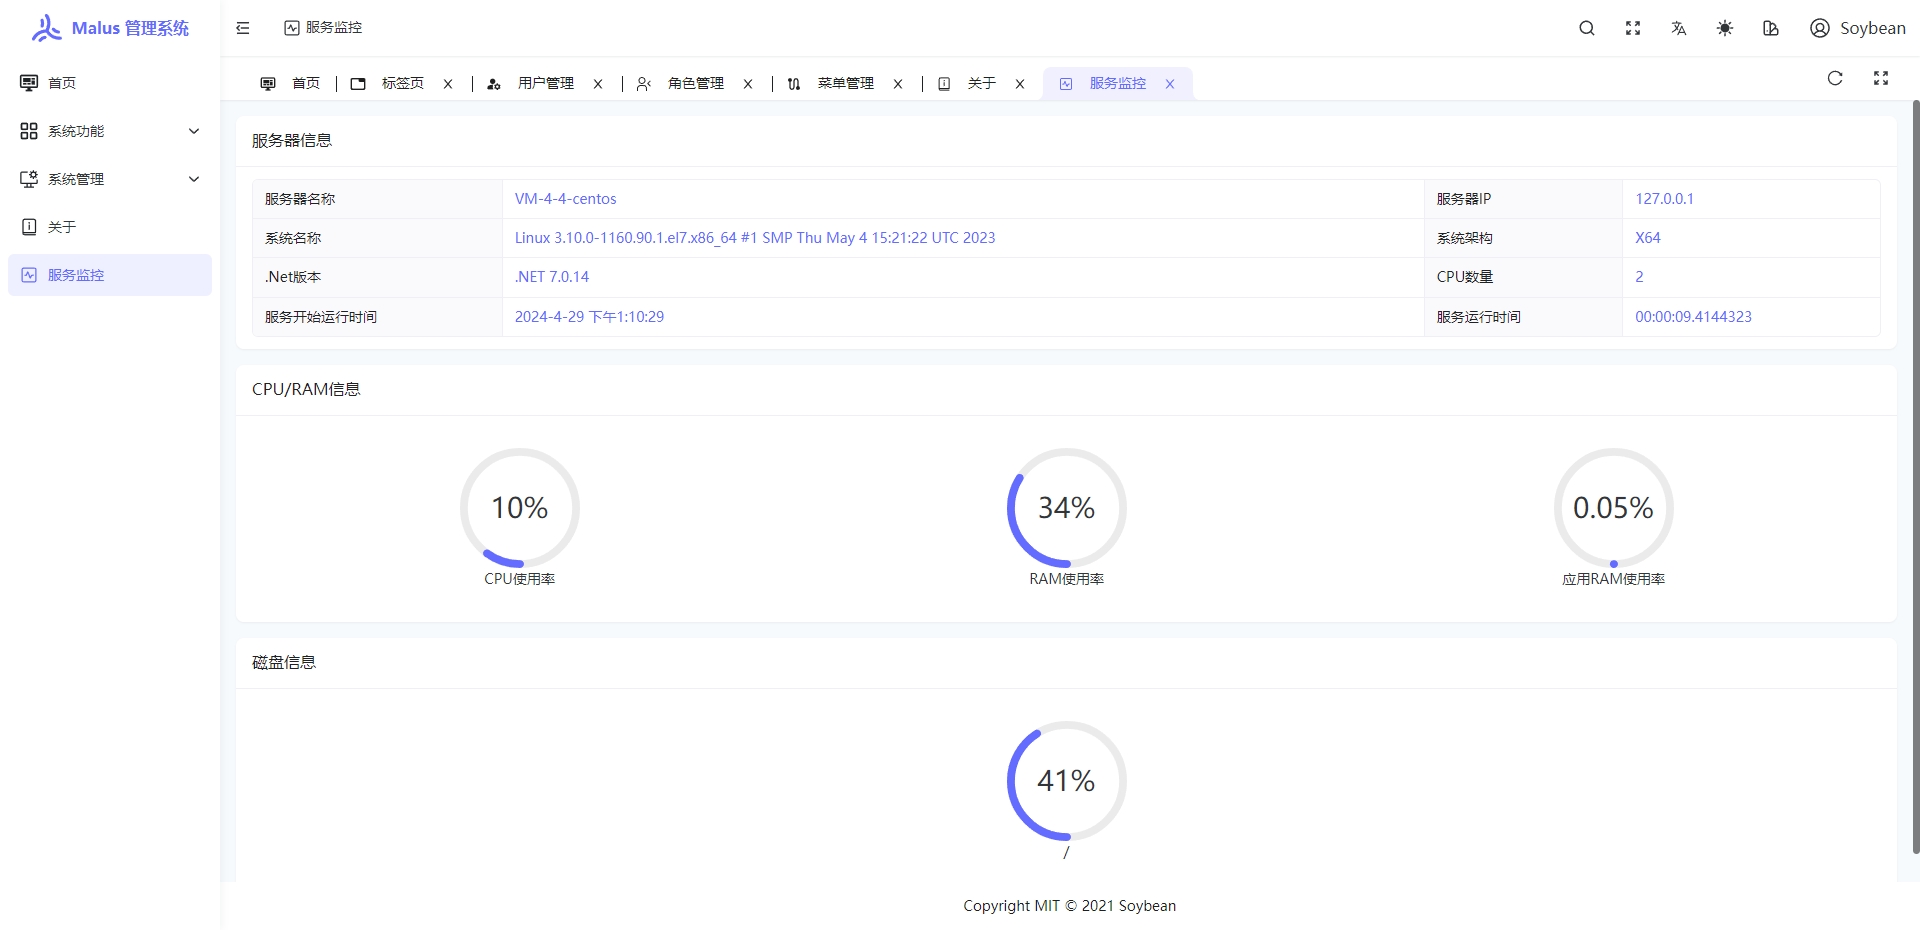 Malus 管理系统
服务监控
Soybean
首页
系统功能
系统管理
关于
服务监控
首页 标签页 用户管理 角色管理 菜单管理 关于 服务监控
服务器信息
服务器名称 VM-4-4-centos 服务器IP 127.0.0.1
系统名称 Linux 3.10.0-1160.90.1.el7.x86_64 #1 SMP Thu May 4 15:21:22 UTC 2023 系统架构 X64
.Net版本 .NET 7.0.14 CPU数量 2
服务开始运行时间 2024-4-29 下午1:10:29 服务运行时间 00:00:09.4144323
CPU/RAM信息
10% 34% 0.05%
CPU使用率 RAM使用率 应用RAM使用率
磁盘信息
41%
/
Copyright MIT © 2021 Soybean